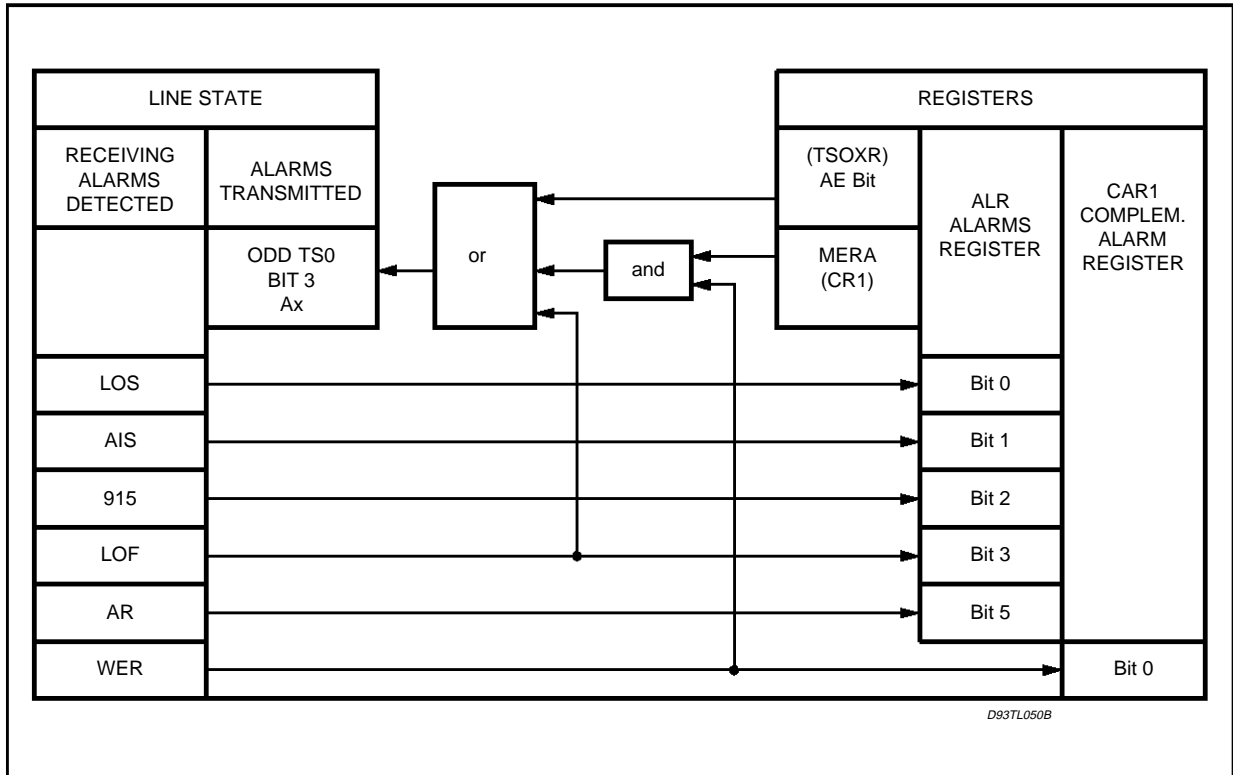 LINE STATE
REGISTERS
RECEIVING
ALARMS
DETECTED
ALARMS
TRANSMITTED
(TSOXR)
AE Bit
ALR
ALARMS
REGISTER
CAR1
COMPLEM.
ALARM
REGISTER
ODD TS0
BIT 3
Ax
or
and
MERA
(CR1)
LOS
Bit 0
AIS
Bit 1
915
Bit 2
LOF
Bit 3
AR
Bit 5
WER
Bit 0
D93TL050B